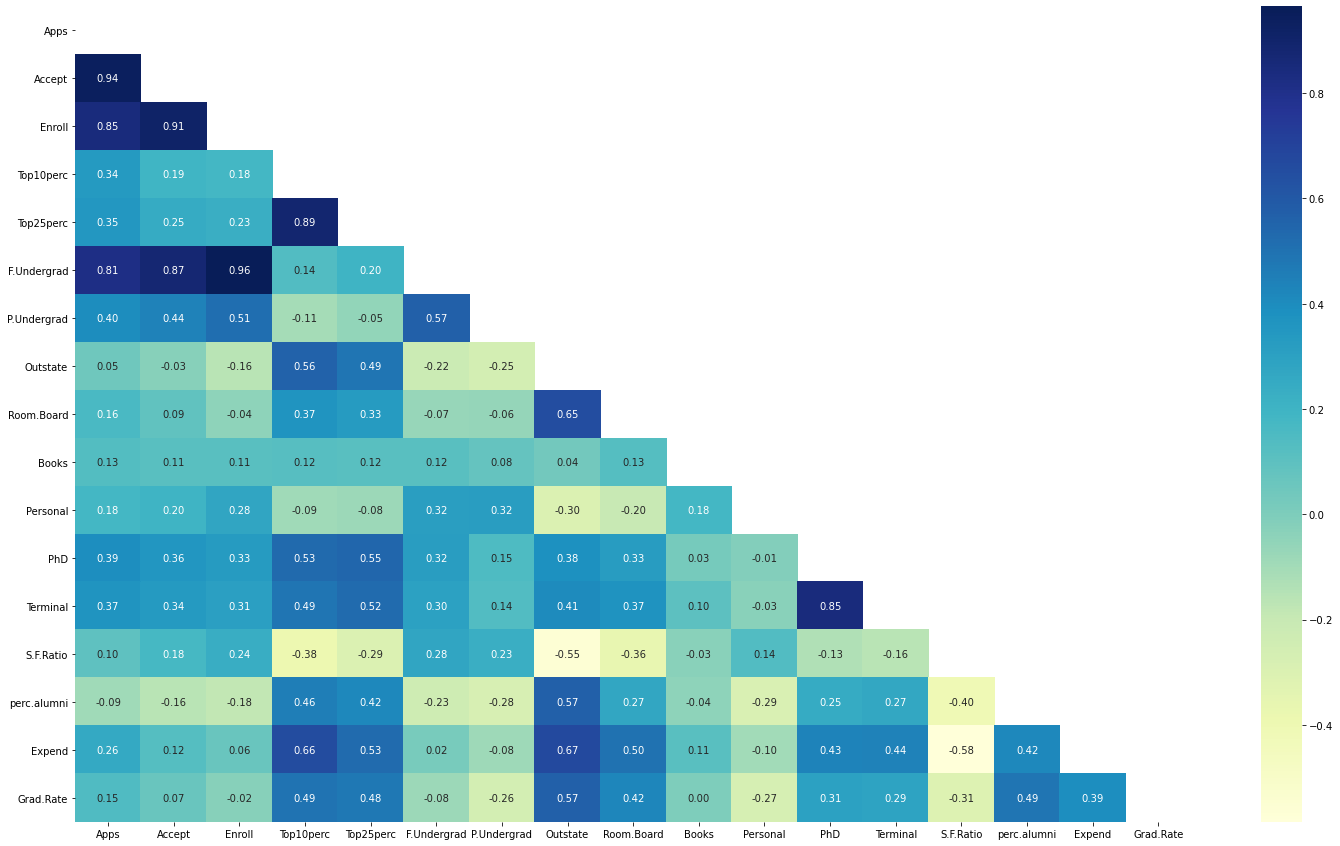 Apps
Accept 0.94
Enroll 0.85 0.91
Top10perc 0.34 0.19 0.18
Top25perc 0.35 0.25 0.23 0.89
F.Undergrad 0.81 0.87 0.96 0.14 0.20
P.Undergrad 0.40 0.44 0.51 -0.11 -0.05 0.57
Outstate 0.05 -0.03 -0.16 0.56 0.49 -0.22 -0.25
Room.Board 0.16 0.09 -0.04 0.37 0.33 -0.07 -0.06 0.65
Books 0.13 0.11 0.11 0.12 0.12 0.12 0.08 0.04 0.13
Personal 0.18 0.20 0.28 -0.09 -0.08 0.32 0.32 -0.30 -0.20 0.18
PhD 0.39 0.36 0.33 0.53 0.55 0.32 0.15 0.38 0.33 0.03 -0.01
Terminal 0.37 0.34 0.31 0.49 0.52 0.30 0.14 0.41 0.37 0.10 -0.03 0.85
S.F.Ratio 0.10 0.18 0.24 -0.38 -0.29 0.28 0.23 -0.55 -0.36 -0.03 0.14 -0.13 -0.16
perc.alumni -0.09 -0.16 -0.18 0.46 0.42 -0.23 -0.28 0.57 0.27 -0.04 -0.29 0.25 0.27 -0.40
Expend 0.26 0.12 0.06 0.66 0.53 0.02 -0.08 0.67 0.50 0.11 -0.10 0.43 0.44 -0.58 0.42
Grad.Rate 0.15 0.07 -0.02 0.49 0.48 -0.08 -0.26 0.57 0.42 0.00 -0.27 0.31 0.29 -0.31 0.49 0.39
Apps Accept Enroll Top10perc Top25perc F.Undergrad P.Undergrad Outstate Room.Board Books Personal PhD Terminal S.F.Ratio perc.alumni Expend Grad.Rate
0.8
0.6
0.4
0.2
0.0
−0.2
−0.4